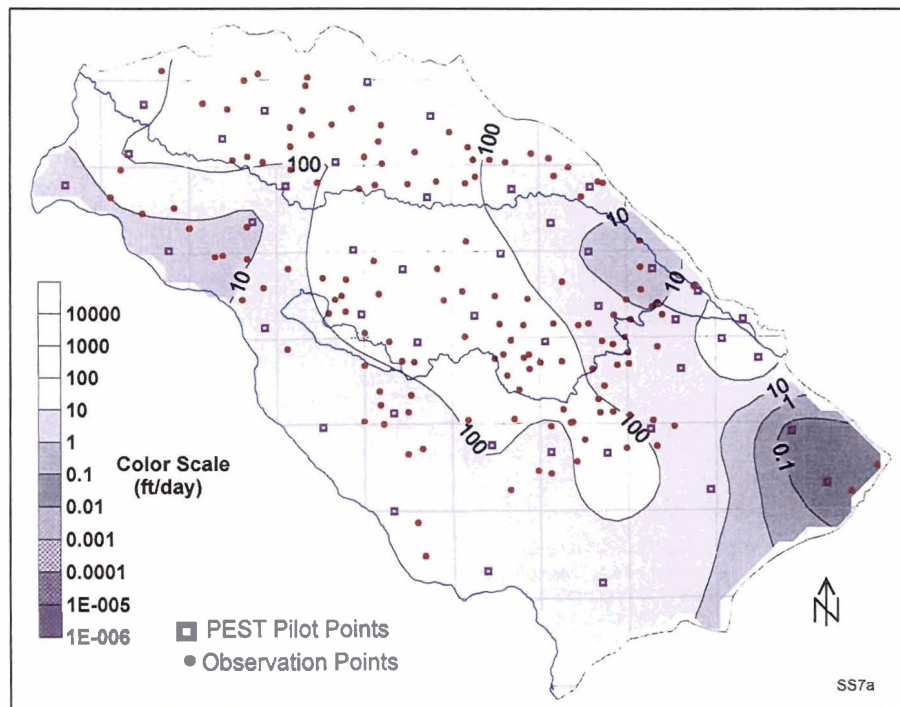 100
100
10
10
10
100
100
10
1
0.1
10000
1000
100
10
1
0.1
0.01
0.001
0.0001
1E-005
1E-006
Color Scale
(ft/day)
PEST Pilot Points
Observation Points
N
SS7a